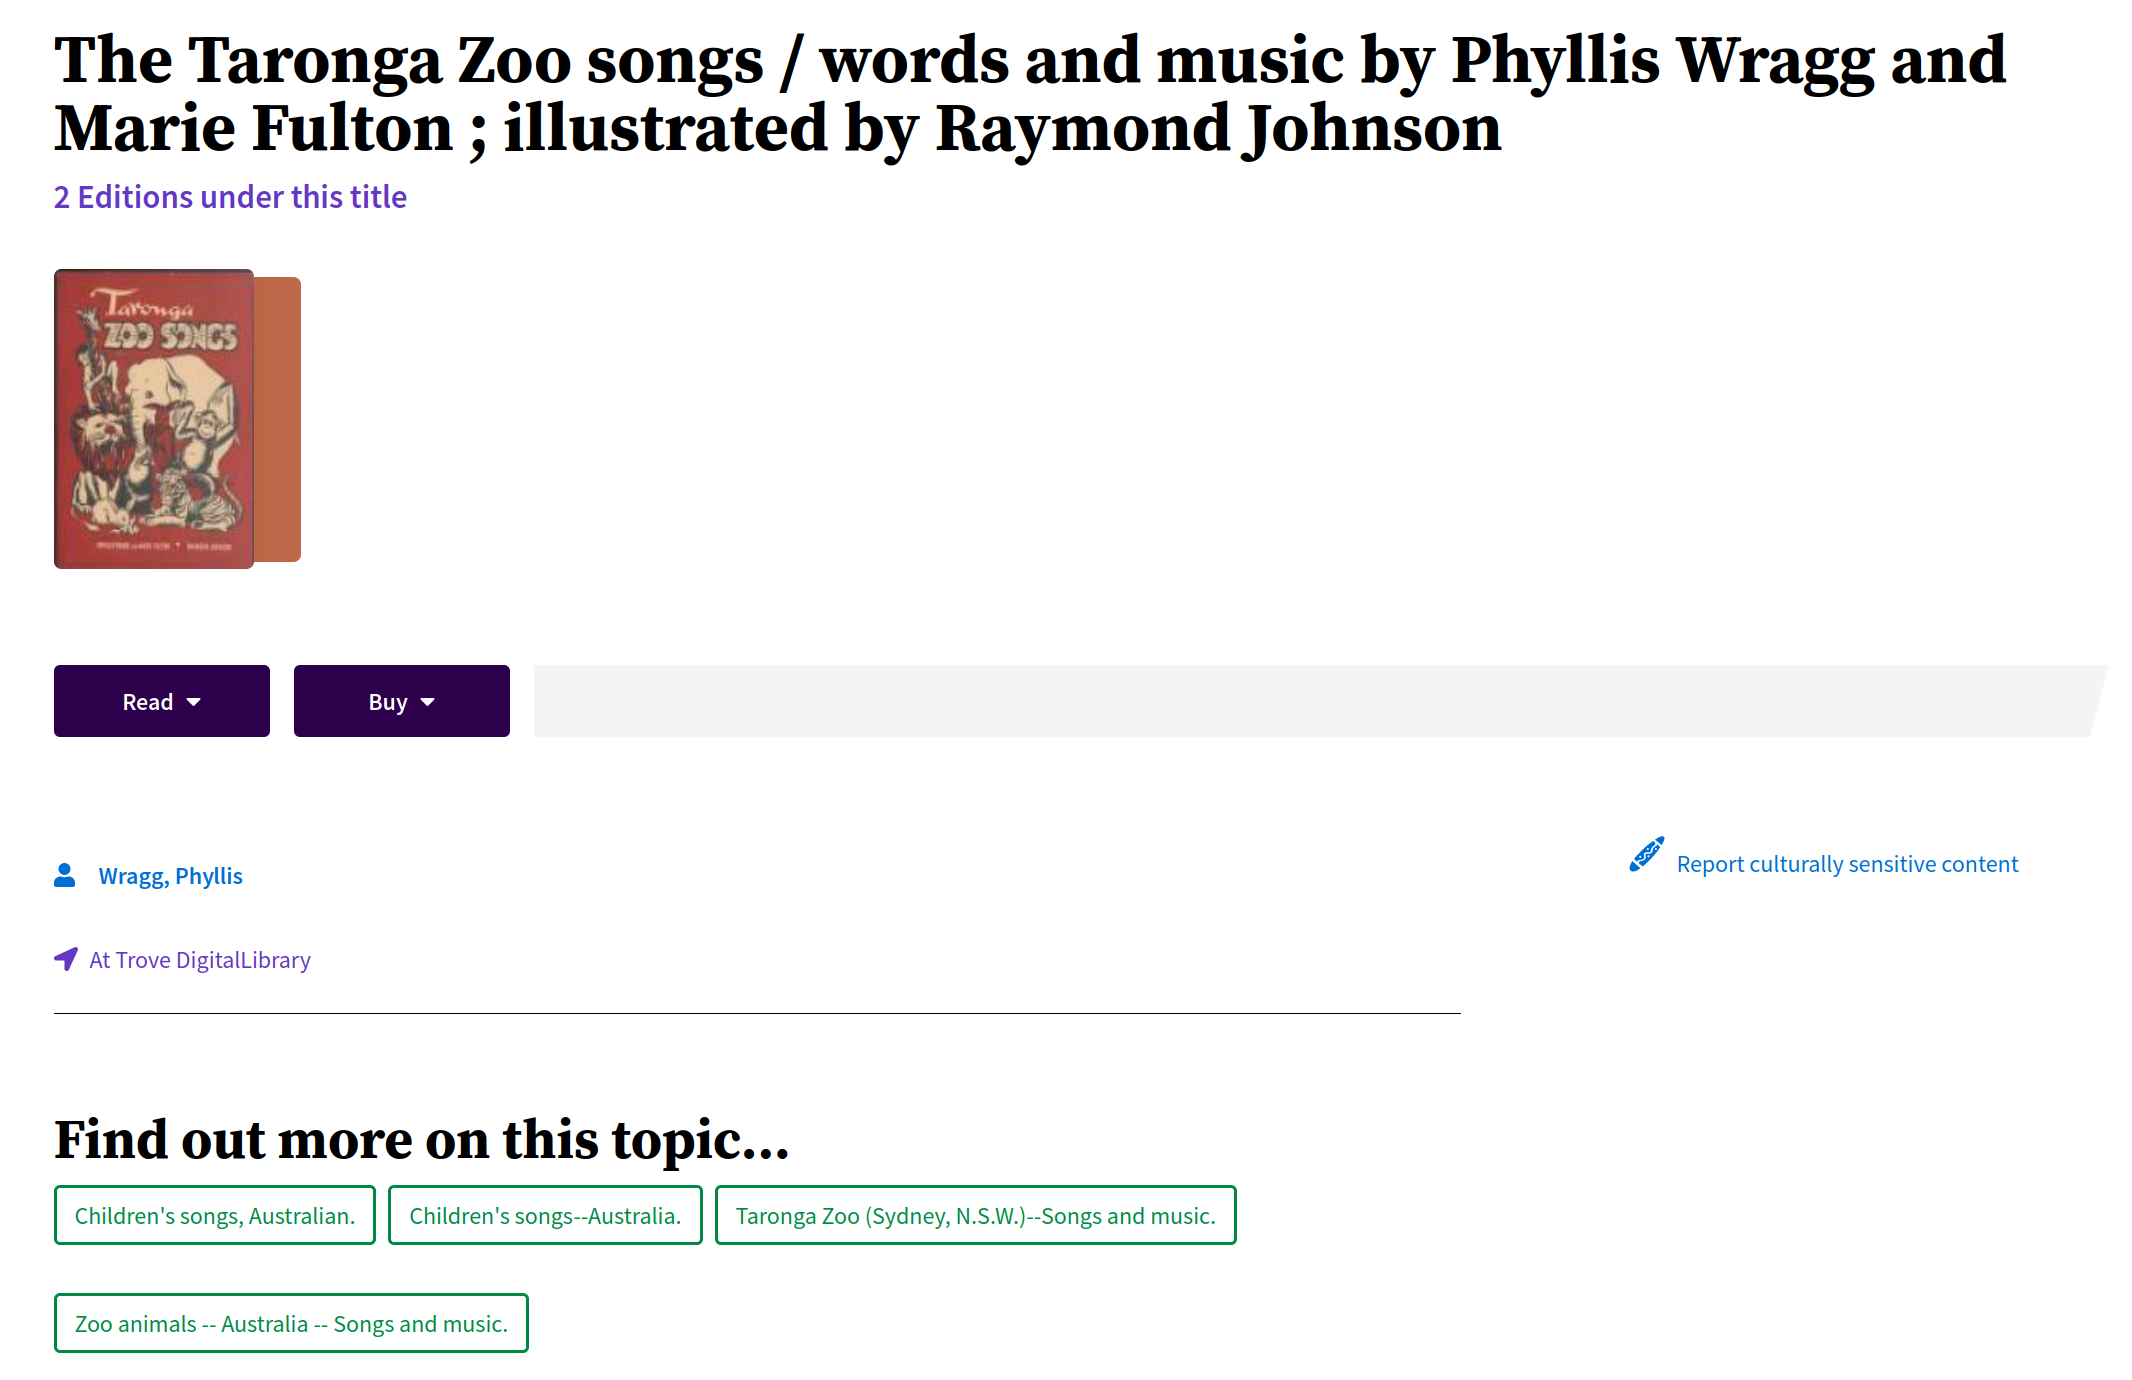 The Taronga Zoo songs / words and music by Phyllis Wragg and
Marie Fulton ; illustrated by Raymond Johnson
2 Editions under this title
Taronga
ZOO SONGS
Read
Buy
Wragg, Phyllis
Report culturally sensitive content
At Trove DigitalLibrary
Find out more on this topic...
Children's songs, Australian.
Children's songs--Australia.
Taronga Zoo (Sydney, N.S.W.)--Songs and music.
Zoo animals -- Australia -- Songs and music.